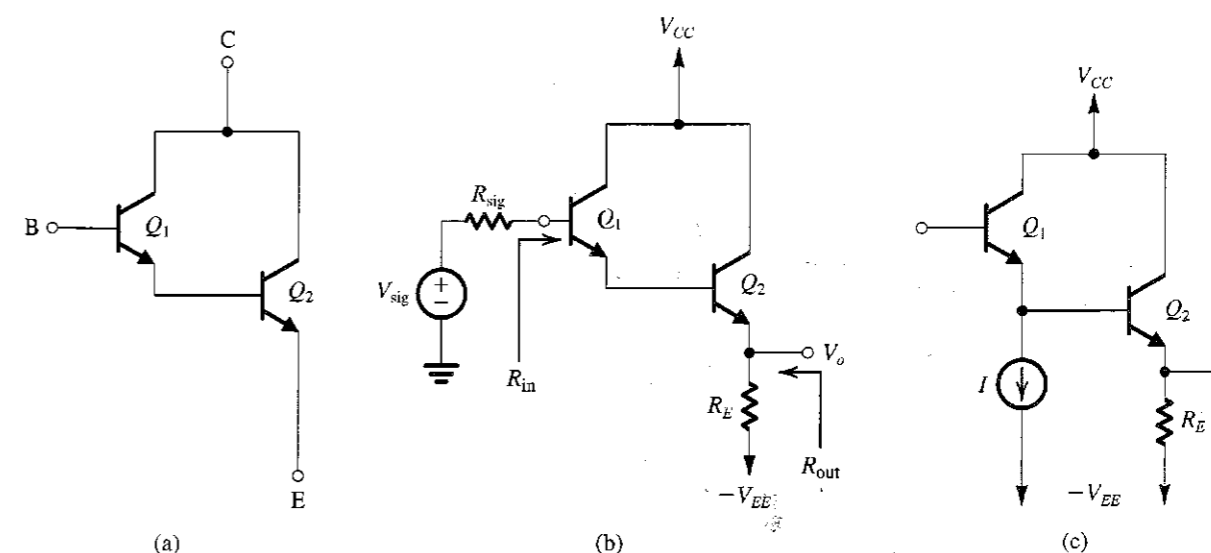 C
B
Q1
Q2
E
(a)
VCC
Rsig
Q1
Vsig
+
−
Q2
Vo
Rin
RE
Rout
−VEE
(b)
VCC
Q1
Q2
I
RE
−VEE
(c)